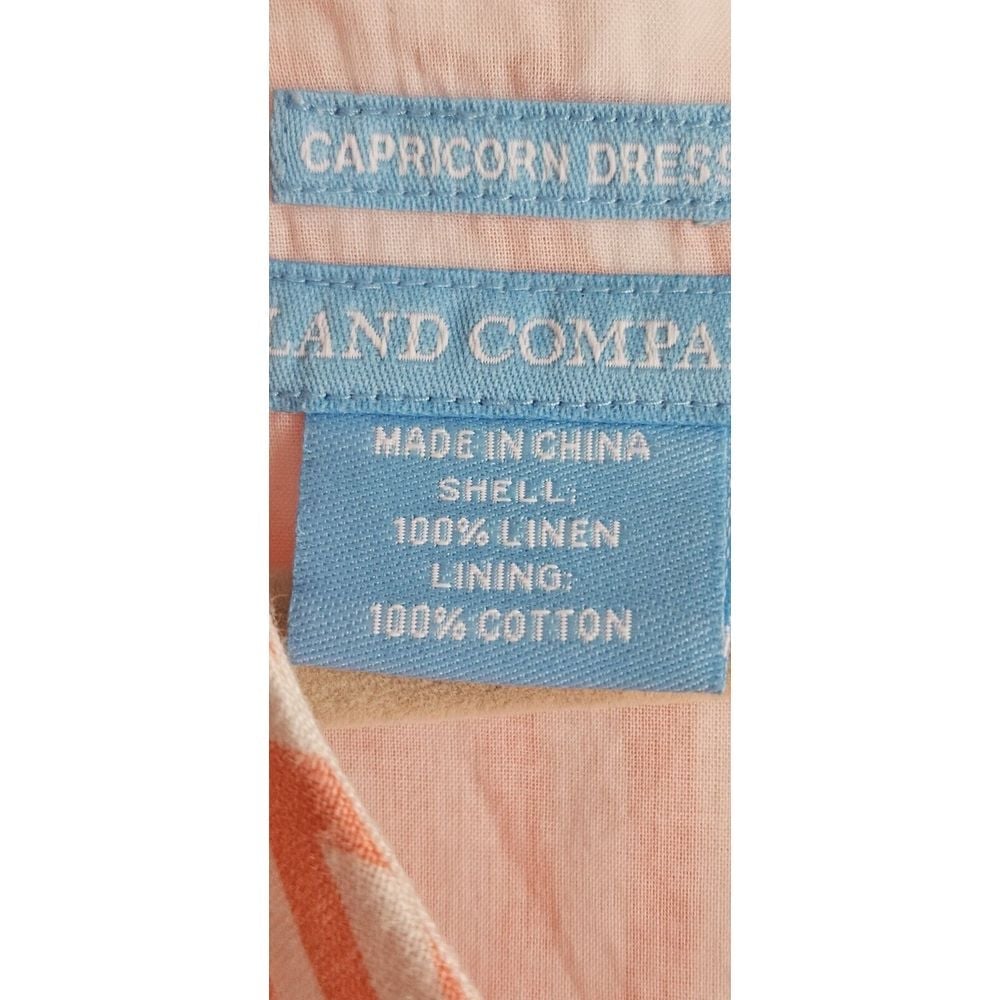 CAPRICORN DRESS
LAND COMPA
MADE IN CHINA
SHELL:
100% LINEN
LINING:
100% COTTON